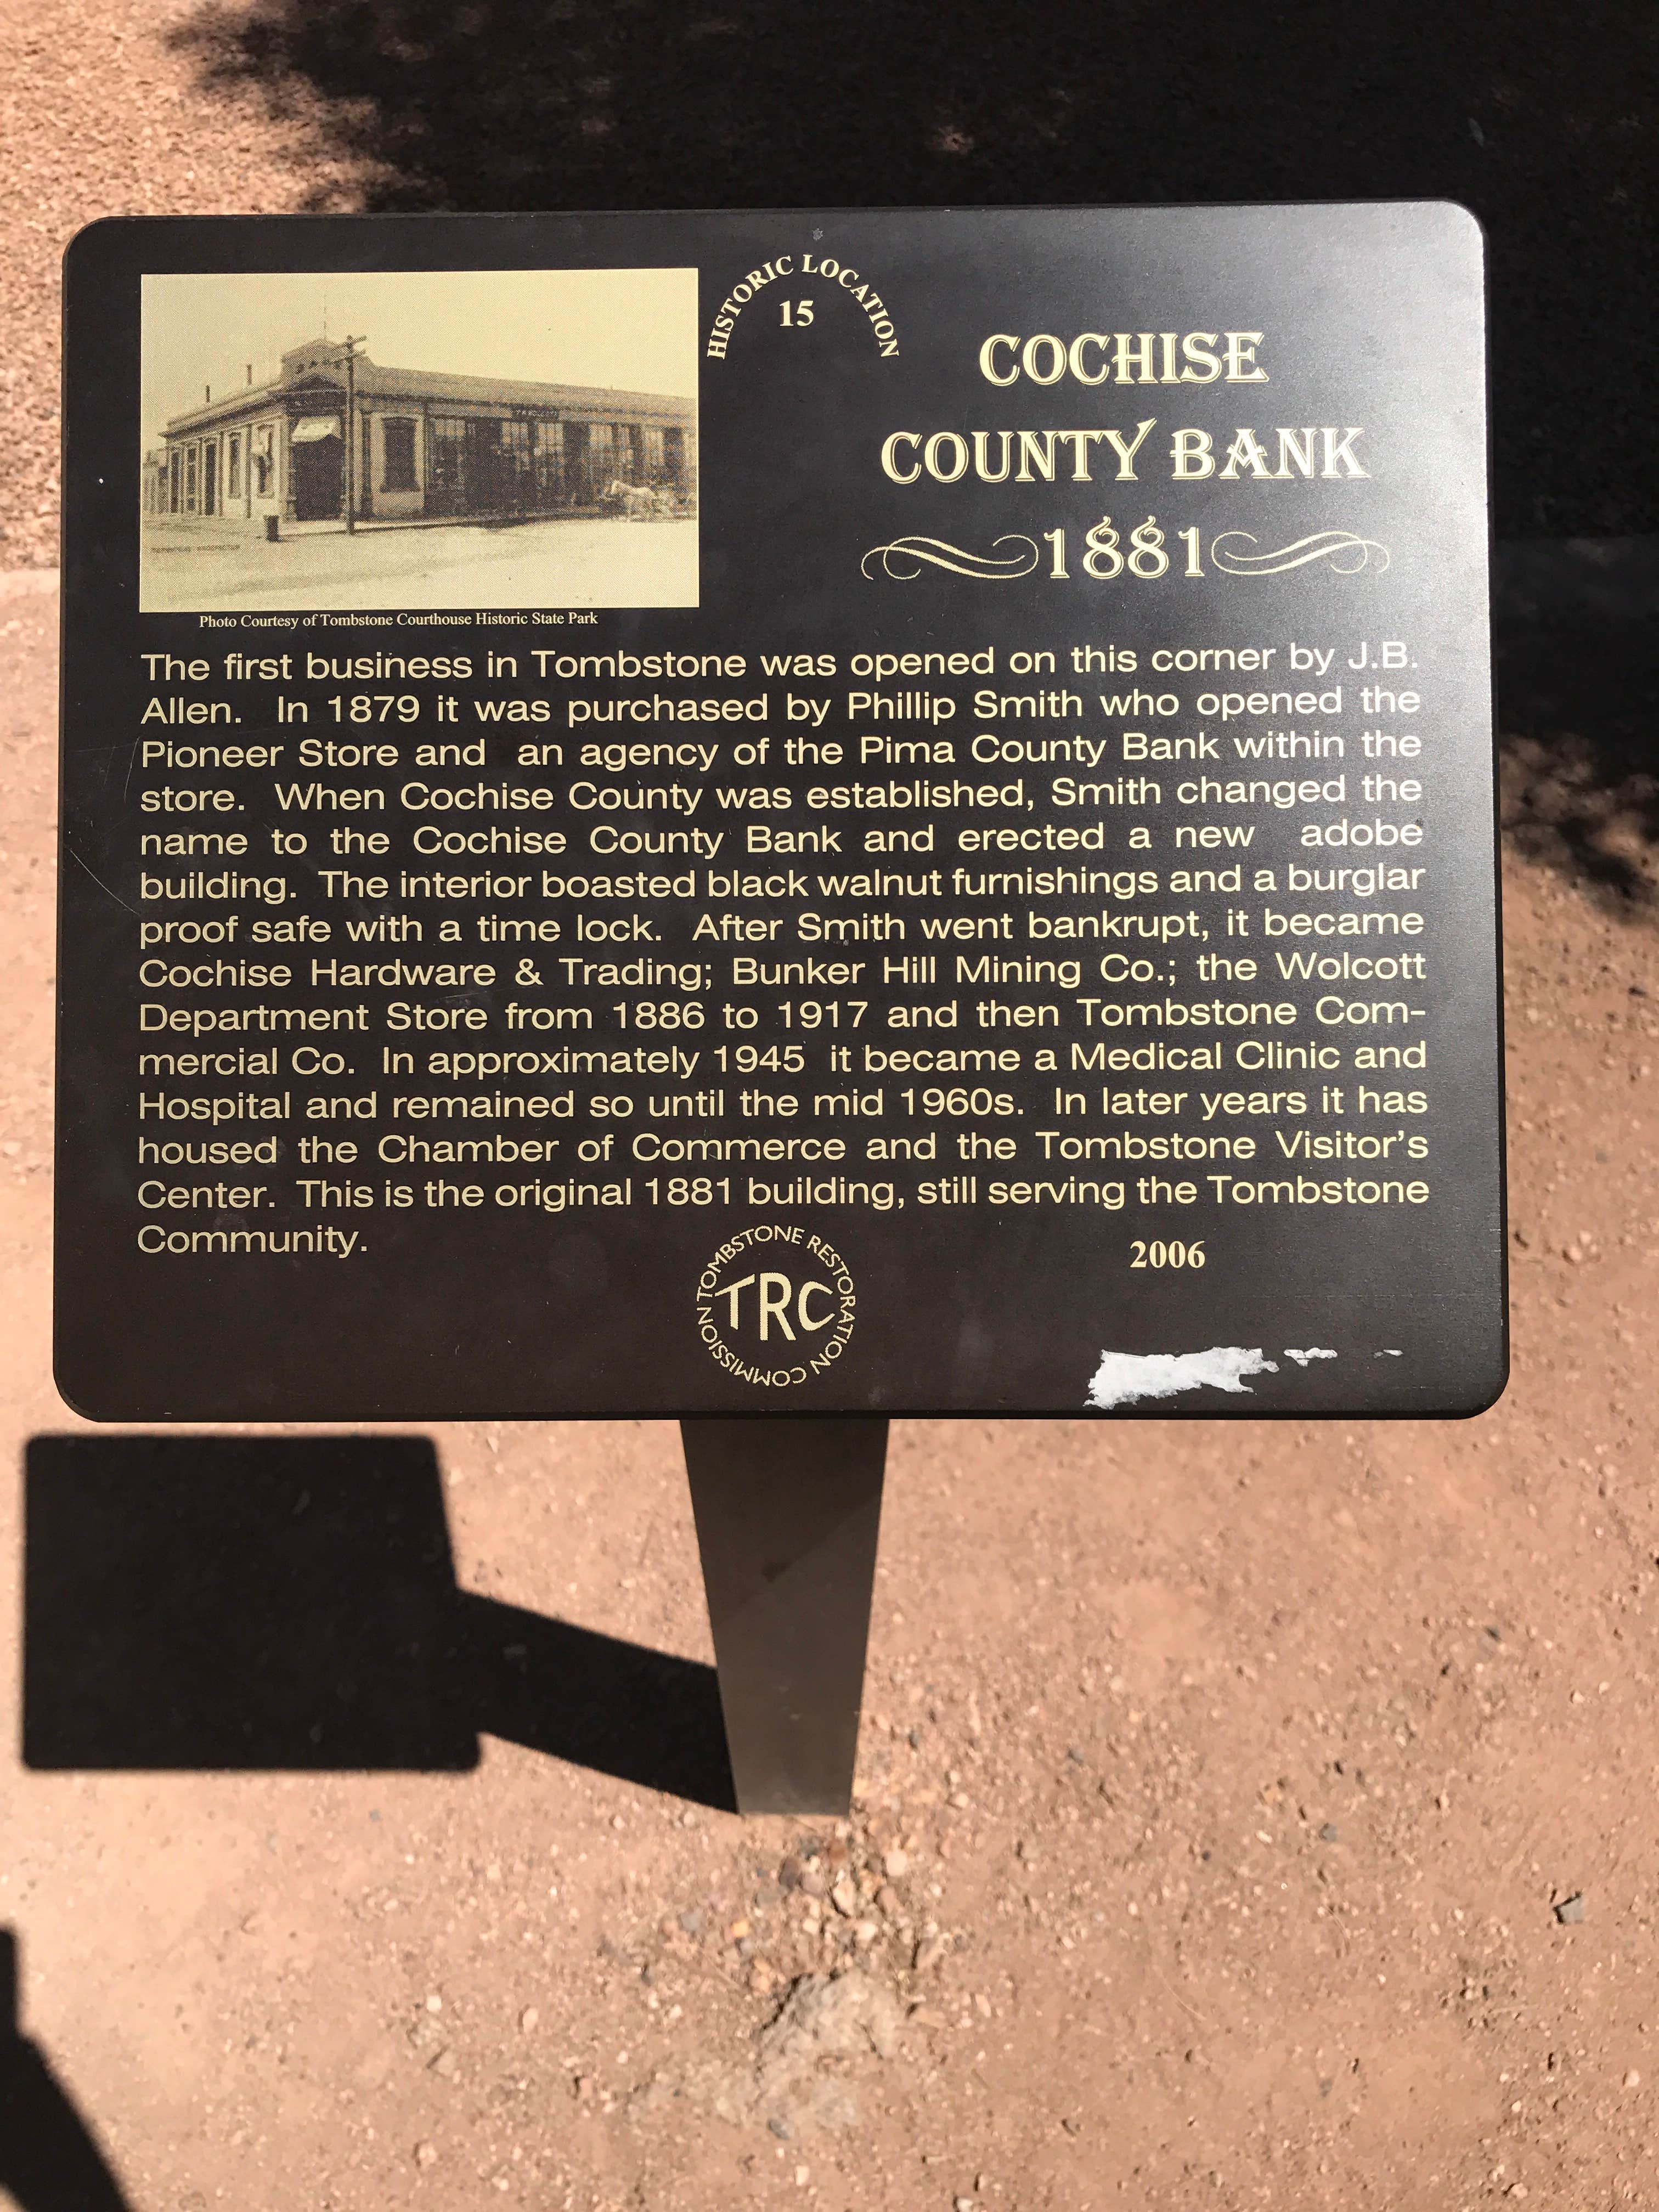 HISTORIC LOCATION
15
COCHISE
COUNTY BANK
1881
Photo Courtesy of Tombstone Courthouse Historic State Park
The first business in Tombstone was opened on this corner by J.B.
Allen. In 1879 it was purchased by Phillip Smith who opened the
Pioneer Store and an agency of the Pima County Bank within the
store. When Cochise County was established, Smith changed the
name to the Cochise County Bank and erected a new adobe
building. The interior boasted black walnut furnishings and a burglar
proof safe with a time lock. After Smith went bankrupt, it became
Cochise Hardware & Trading; Bunker Hill Mining Co.; the Wolcott
Department Store from 1886 to 1917 and then Tombstone Com-
mercial Co. In approximately 1945 it became a Medical Clinic and
Hospital and remained so until the mid 1960s. In later years it has
housed the Chamber of Commerce and the Tombstone Visitor's
Center. This is the original 1881 building, still serving the Tombstone
Community.
2006
TOMBSTONE RESTORATION COMMISSION
TRC